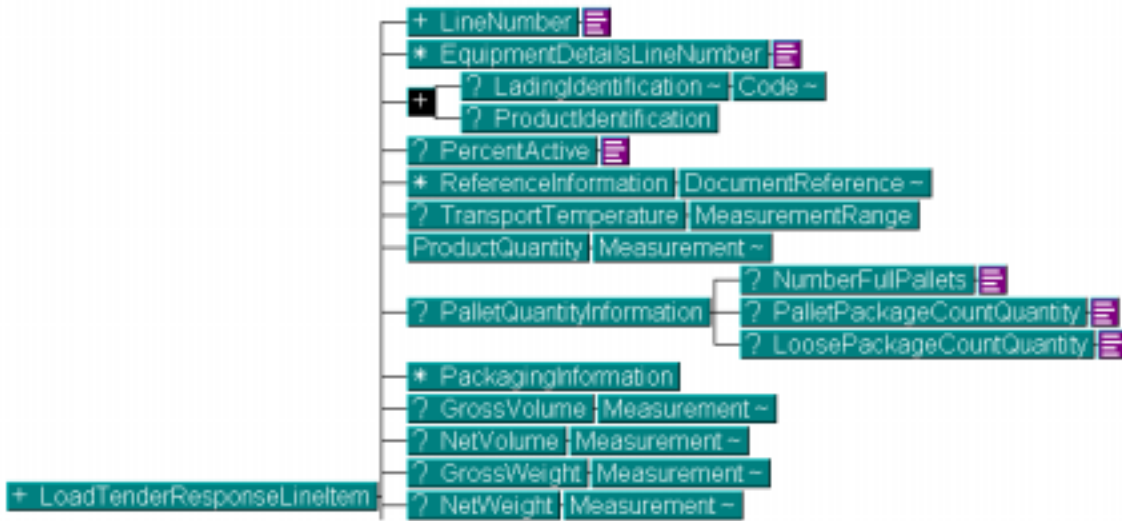 + LineNumber
* EquipmentDetailsLineNumber
? LadingIdentification ~ Code ~
+
? ProductIdentification
? PercentActive
* ReferenceInformation DocumentReference ~
? TransportTemperature MeasurementRange
ProductQuantity Measurement ~
? NumberFullPallets
? PalletQuantityInformation ? PalletPackageCountQuantity
? LoosePackageCountQuantity
* PackagingInformation
? GrossVolume Measurement ~
? NetVolume Measurement ~
? GrossWeight Measurement ~
+ LoadTenderResponseLineItem
? NetWeight Measurement ~